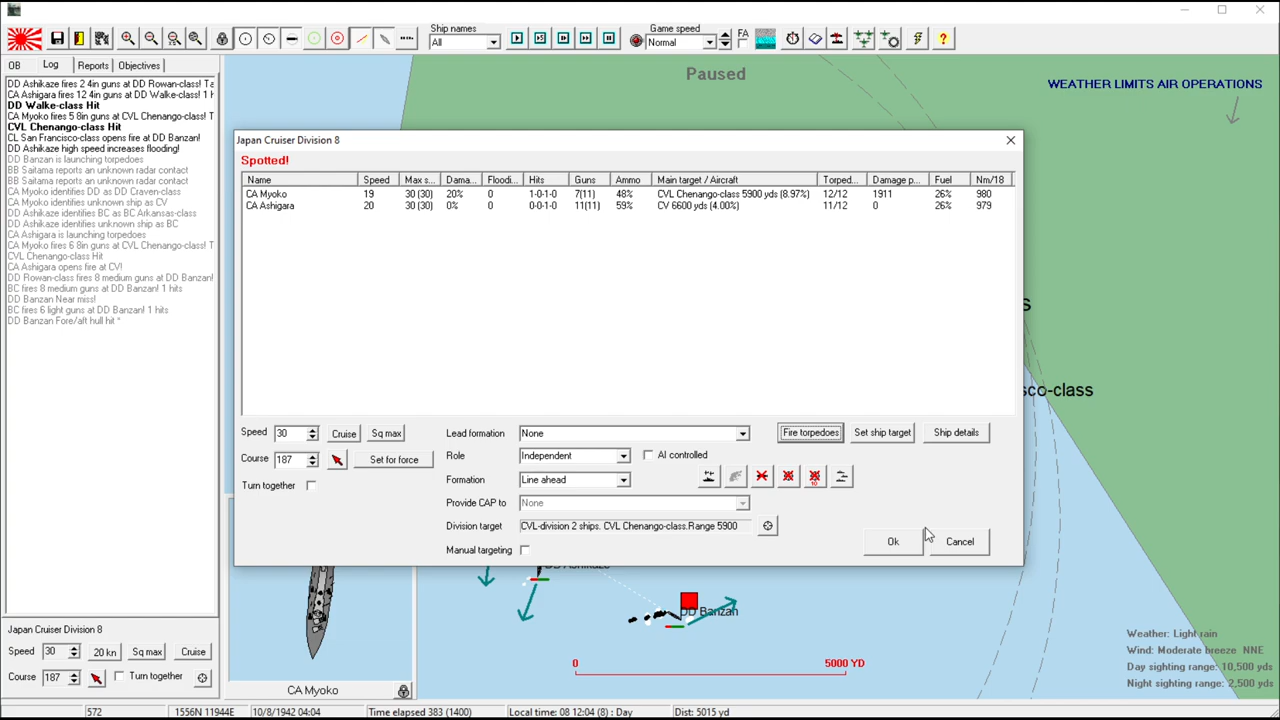 Ship names
All
Game speed
Normal
FA
OB
Log
Reports
Objectives
Paused
WEATHER LIMITS AIR OPERATIONS
DD Ashikaze fires 2 4in guns at DD Rowan-class! Ta
CA Ashigara fires 12 4in guns at DD Walke-class! 1 h
DD Walke-class Hit
CA Myoko fires 5 8in guns at CVL Chenango-class! T
CVL Chenango-class Hit
CL San Francisco-class opens fire at DD Banzan!
DD Ashikaze high speed increases flooding!
DD Banzan is launching torpedoes
BB Saitama reports an unknown radar contact
BB Saitama reports an unknown radar contact
CA Myoko identifies DD as DD Craven-class
CA Myoko identifies unknown ship as CV
DD Ashikaze identifies BC as BC Arkansas-class
DD Ashikaze identifies unknown ship as BC
CA Ashigara is launching torpedoes
CA Myoko fires 6 8in guns at CVL Chenango-class! T
CVL Chenango-class Hit
CA Ashigara opens fire at CV!
DD Rowan-class fires 8 medium guns at DD Banzan!
BC fires 8 medium guns at DD Banzan! 1 hits
DD Banzan Near miss!
BC fires 6 light guns at DD Banzan! 1 hits
DD Banzan Fore/aft hull hit *
Japan Cruiser Division 8
Spotted!
Name Speed Max s... Dama... Floodi... Hits Guns Ammo Main target / Aircraft Torped... Damage p... Fuel Nm/18
CA Myoko 19 30 (30) 20% 0 1-0-1-0 7(11) 48% CVL Chenango-class 5900 yds (8.97%) 12/12 1911 26% 980
CA Ashigara 20 30 (30) 0% 0 0-0-1-0 11(11) 59% CV 6600 yds (4.00%) 11/12 0 26% 979
Speed 30 Cruise Sq max
Course 187 Set for force
Turn together
Lead formation None
Role Independent
AI controlled
Formation Line ahead
Provide CAP to None
Division target CVL-division 2 ships. CVL Chenango-class.Range 5900
Manual targeting
Fire torpedoes
Set ship target
Ship details
10
Ok
Cancel
sco-class
DD Ashikaze
DD Banzan
0 5000 YD
Weather: Light rain
Wind: Moderate breeze NNE
Day sighting range: 10,500 yds
Night sighting range: 2,500 yds
Japan Cruiser Division 8
Speed 30 20 kn Sq max Cruise
Course 187 Turn together
CA Myoko
572
1556N 11944E
10/8/1942 04:04
Time elapsed 383 (1400)
Local time: 08 12:04 (8) : Day
Dist: 5015 yd